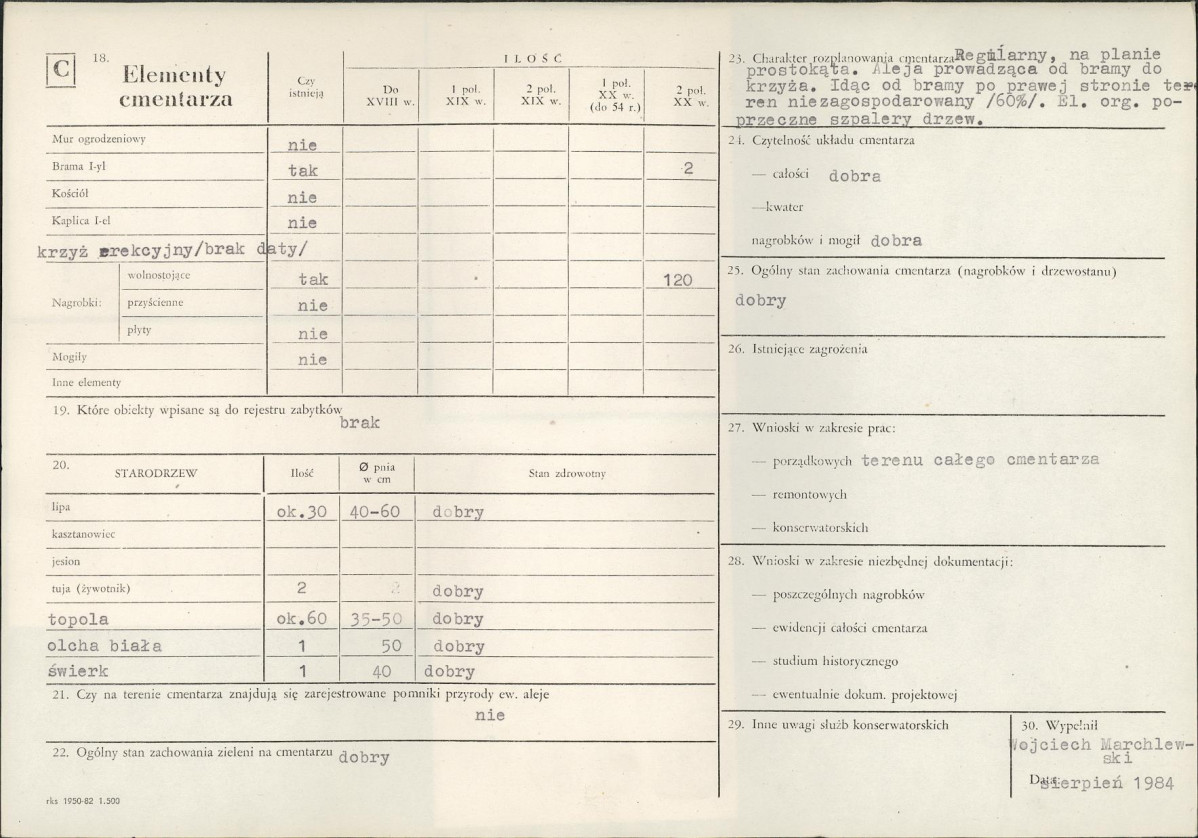 C
18.
Elementy
cmentarza
Czy
istnieją
ILOŚĆ
Do
XVIII w.
1 poł.
XIX w.
2 poł.
XIX w.
1 poł.
XX w.
(do 54 r.)
2 poł.
XX w.
Mur ogrodzeniowy nie
Brama I-yl tak 2
Kościół nie
Kaplica I-el nie
krzyż erekcyjny/brak daty/
Nagrobki:
wolnostojące tak 120
przyścienne nie
płyty nie
Mogiły nie
Inne elementy
19. Które obiekty wpisane są do rejestru zabytków
brak
20.
STARODRZEW Ilość Ø pnia
w cm Stan zdrowotny
lipa ok.30 40-60 dobry
kasztanowiec
jesion
tuja (żywotnik) 2 dobry
topola ok.60 35-50 dobry
olcha biała 1 50 dobry
świerk 1 40 dobry
21. Czy na terenie cmentarza znajdują się zarejestrowane pomniki przyrody ew. aleje
nie
22. Ogólny stan zachowania zieleni na cmentarzu dobry
rks 1950-82 1.500
23. Charakter rozplanowania cmentarza Regularny, na planie
prostokąta. Aleja prowadząca od bramy do
krzyża. Idąc od bramy po prawej stronie te
ren niezagospodarowany /60%/. El. org. po-
przeczne szpalery drzew.
24. Czytelność układu cmentarza
— całości dobra
—kwater
nagrobków i mogił dobra
25. Ogólny stan zachowania cmentarza (nagrobków i drzewostanu)
dobry
26. Istniejące zagrożenia
27. Wnioski w zakresie prac:
— porządkowych terenu całego cmentarza
— remontowych
— konserwatorskich
28. Wnioski w zakresie niezbędnej dokumentacji:
— poszczególnych nagrobków
— ewidencji całości cmentarza
— studium historycznego
— ewentualnie dokum. projektowej
29. Inne uwagi służb konserwatorskich
30. Wypełnił
Wojciech Marchlew-
ski
Data: sierpień 1984